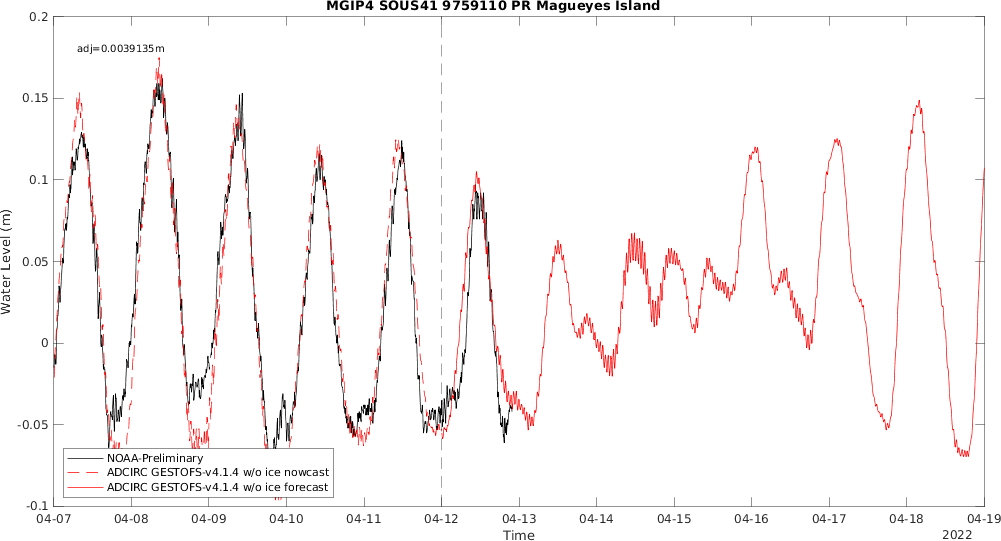 MGIP4 SOUS41 9759110 PR Magueyes Island
adj=0.0039135m
0.2
0.15
0.1
0.05
0
-0.05
-0.1
Water Level (m)
NOAA-Preliminary
ADCIRC GESTOFS-v4.1.4 w/o ice nowcast
ADCIRC GESTOFS-v4.1.4 w/o ice forecast
04-07 04-08 04-09 04-10 04-11 04-12 04-13 04-14 04-15 04-16 04-17 04-18 04-19
Time
2022